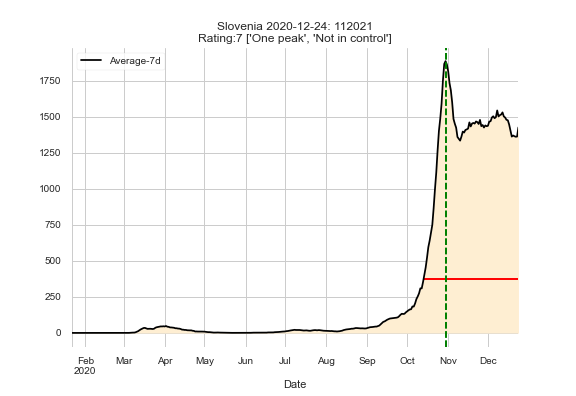 Slovenia 2020-12-24: 112021
Rating:7 ['One peak', 'Not in control']
Average-7d
1750
1500
1250
1000
750
500
250
0
Feb Mar Apr May Jun Jul Aug Sep Oct Nov Dec
2020
Date